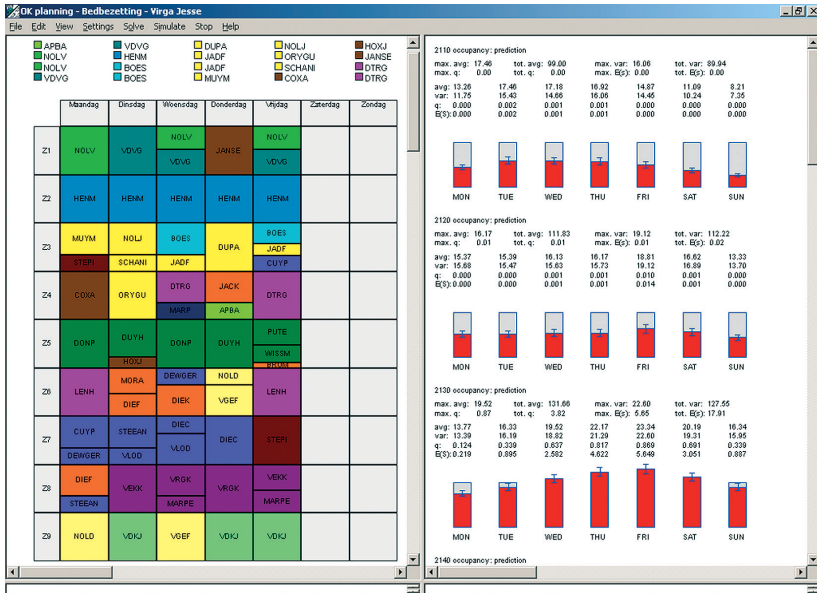 OK planning - Bedbezetting - Virga Jesse
File Edit View Settings Solve Simulate Stop Help
APBA VDVG DUPA NOLJ HOXJ
NOLV HENM JADF ORYGU JANSE
NOLV BOES JADF SCHANI DTRG
VDVG BOES MUYM COXA DTRG
Maandag Dinsdag Woensdag Donderdag Vrijdag Zaterdag Zondag
Z1 NOLV VDVG NOLV JANSE NOLV
VDVG VDVG
Z2 HENM HENM HENM HENM HENM
Z3 MUYM NOLJ BOES DUPA BOES
JADF
STEPI SCHANI JADF CUYP
Z4 COXA ORYGU DTRG JACK DTRG
MARP APBA
Z5 DONP DUYH DONP DUYH PUTE
WISSM
HOXJ BRUM
Z6 LENH MORA DEWGER NOLD LENH
DIEF DIEK VGEF
Z7 CUYP STEEAN DIEC DIEC STEPI
DEWGER VLOD VLOD
Z8 DIEF VEKK VRGK VRGK VEKK
STEEAN MARPE MARPE
Z9 NOLD VDKJ VGEF VDKJ VDKJ
2110 occupancy: prediction
max. avg: 17.46 tot. avg: 99.00 max. var: 16.06 tot. var: 89.94
max. q: 0.00 tot. q: 0.00 max. E(s): 0.00 tot. E(s): 0.00
avg: 13.26 17.46 17.18 16.92 14.87 11.09 8.21
var: 11.75 15.43 14.66 16.06 14.45 10.24 7.35
q: 0.000 0.002 0.001 0.001 0.000 0.000 0.000
E(S): 0.000 0.002 0.001 0.001 0.000 0.000 0.000
MON TUE WED THU FRI SAT SUN
2120 occupancy: prediction
max. avg: 16.17 tot. avg: 111.83 max. var: 19.12 tot. var: 112.22
max. q: 0.01 tot. q: 0.01 max. E(s): 0.01 tot. E(s): 0.02
avg: 15.37 15.39 16.13 16.17 18.81 16.62 13.33
var: 15.68 15.47 15.63 15.73 19.12 16.89 13.70
q: 0.000 0.000 0.001 0.001 0.010 0.001 0.000
E(S): 0.000 0.000 0.001 0.001 0.014 0.001 0.000
MON TUE WED THU FRI SAT SUN
2130 occupancy: prediction
max. avg: 19.52 tot. avg: 131.66 max. var: 22.60 tot. var: 127.55
max. q: 0.87 tot. q: 3.82 max. E(s): 5.65 tot. E(s): 17.91
avg: 13.77 16.33 19.52 22.17 23.34 20.19 16.34
var: 13.39 16.19 18.82 21.29 22.60 19.31 15.95
q: 0.124 0.339 0.637 0.817 0.869 0.691 0.339
E(S): 0.219 0.895 2.582 4.622 5.649 3.051 0.887
MON TUE WED THU FRI SAT SUN
2140 occupancy: prediction